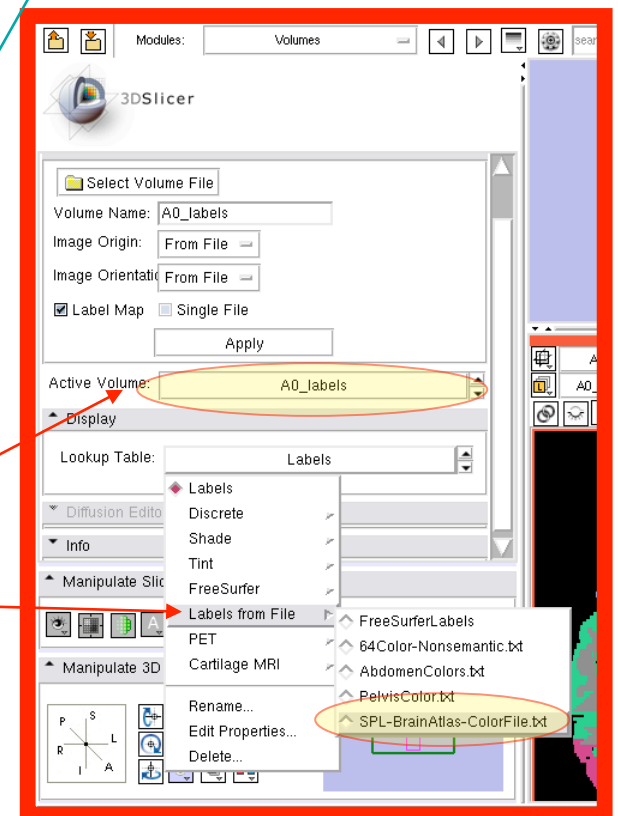 Modules: Volumes sear
3DSlicer
Select Volume File
Volume Name: A0_labels
Image Origin: From File
Image Orientati From File
Label Map Single File
Apply
Active Volume: A0_labels
Display
Lookup Table: Labels
Labels
Diffusion Edito
Discrete
Info
Shade
Tint
FreeSurfer
Manipulate Slic
Labels from File
FreeSurferLabels
PET
64Color-Nonsemantic.txt
Cartilage MRI
AbdomenColors.txt
Manipulate 3D
PelvisColor.txt
Rename...
SPL-BrainAtlas-ColorFile.txt
Edit Properties...
Delete...
P S
R L
I A
A
A0_